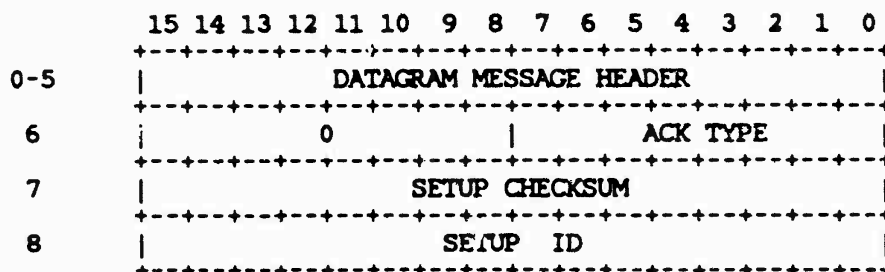 15 14 13 12 11 10 9 8 7 6 5 4 3 2 1 0
0-5 | DATAGRAM MESSAGE HEADER |
6 | 0 | ACK TYPE |
7 | SETUP CHECKSUM |
8 | SETUP ID |